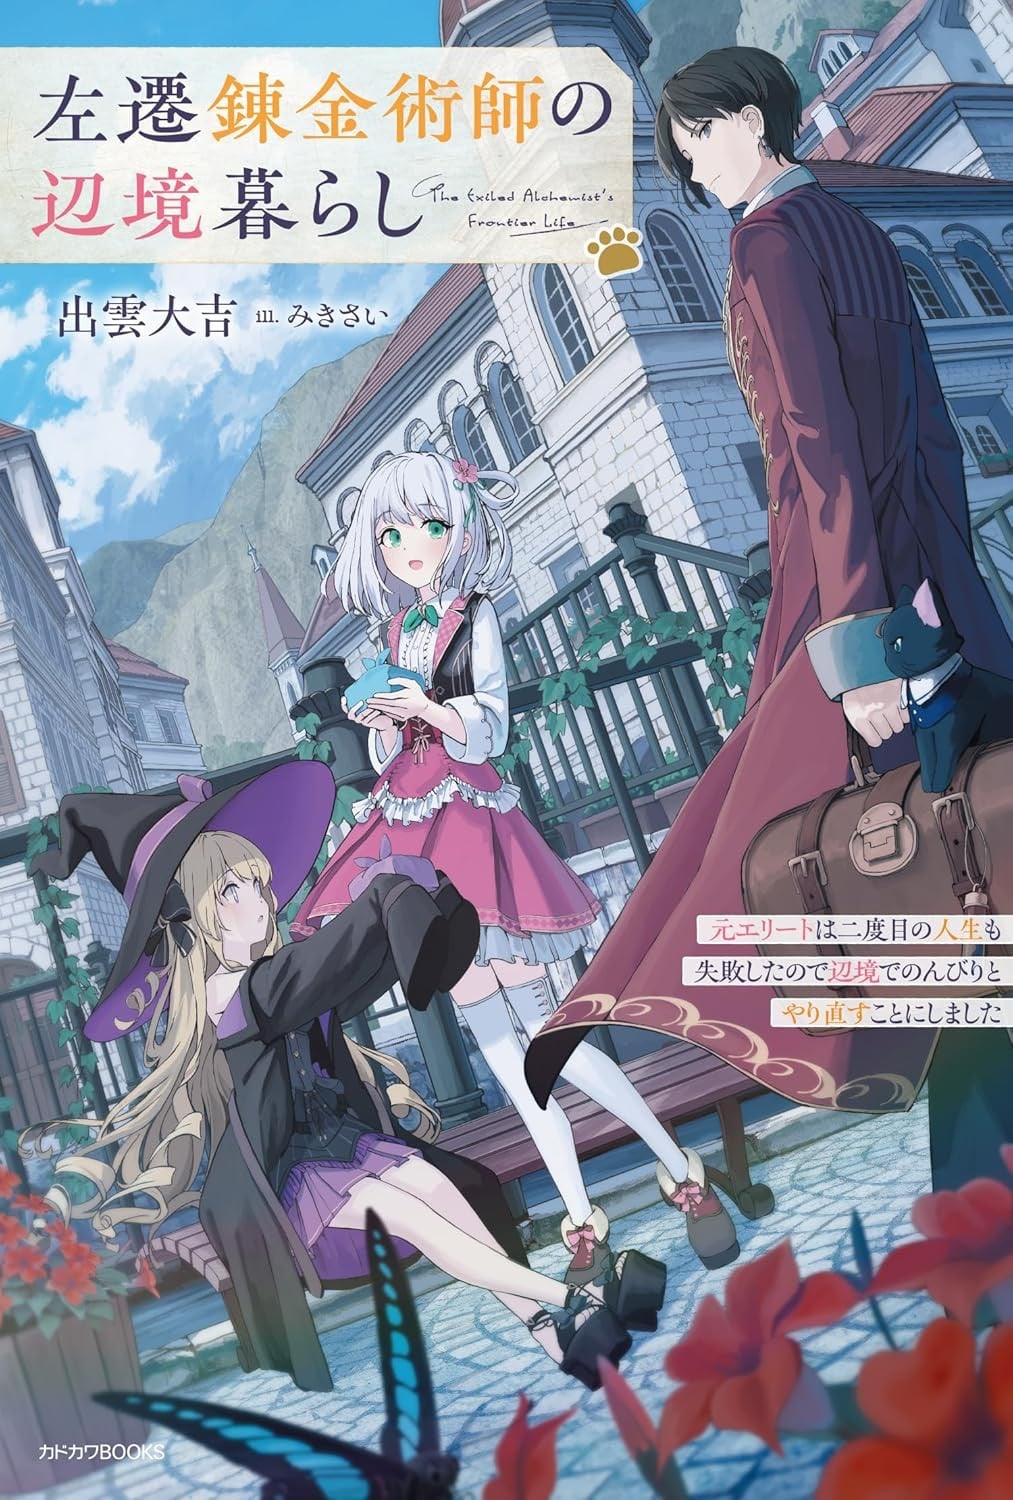 左遷錬金術師の
辺境暮らし
The Exiled Alchemist's
Frontier Life
出雲大吉 ill. みきさい
元エリートは二度目の人生も
失敗したので辺境でのんびりと
やり直すことにしました
カドカワBOOKS